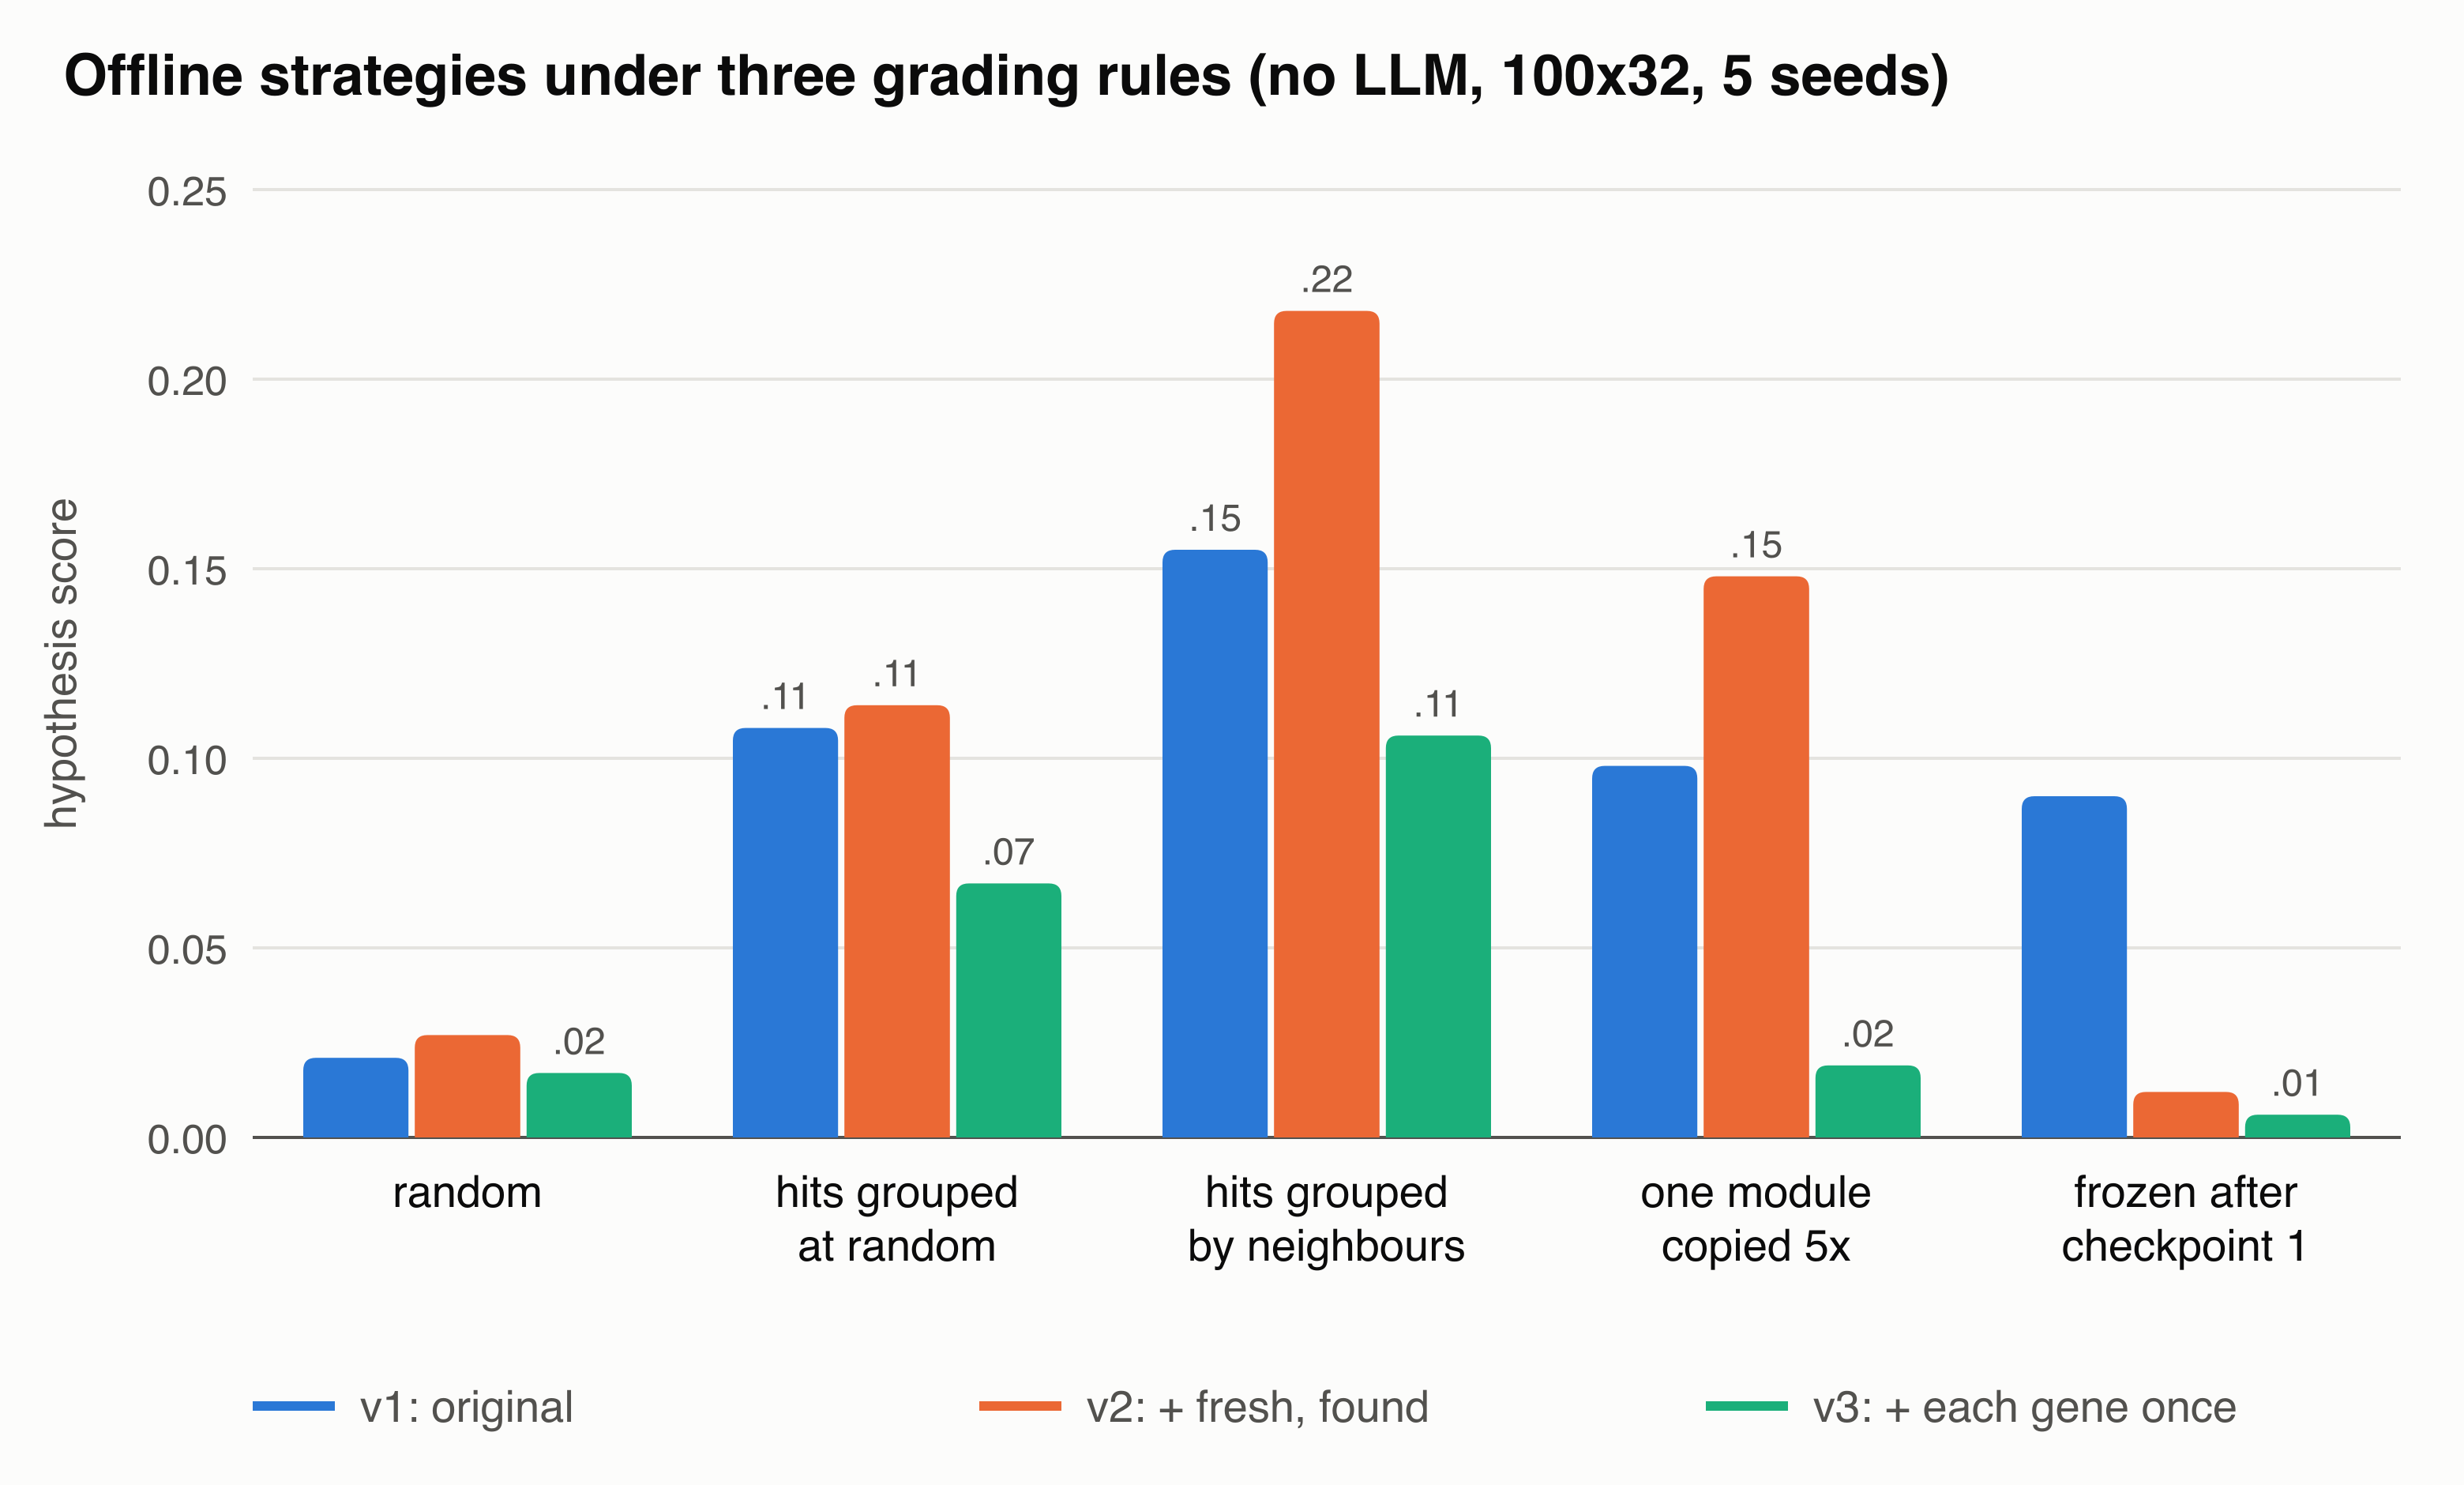 Offline strategies under three grading rules (no LLM, 100x32, 5 seeds)
hypothesis score
0.25
0.20
0.15
0.10
0.05
0.00
.02
.11
.11
.07
.15
.22
.11
.15
.02
.01
random
hits grouped
at random
hits grouped
by neighbours
one module
copied 5x
frozen after
checkpoint 1
v1: original
v2: + fresh, found
v3: + each gene once